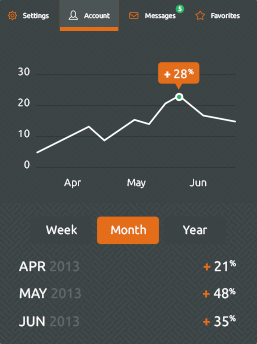 Settings Account Messages 5 Favorites
+ 28%
30
20
10
0
Apr May Jun
Week Month Year
APR 2013 + 21%
MAY 2013 + 48%
JUN 2013 + 35%